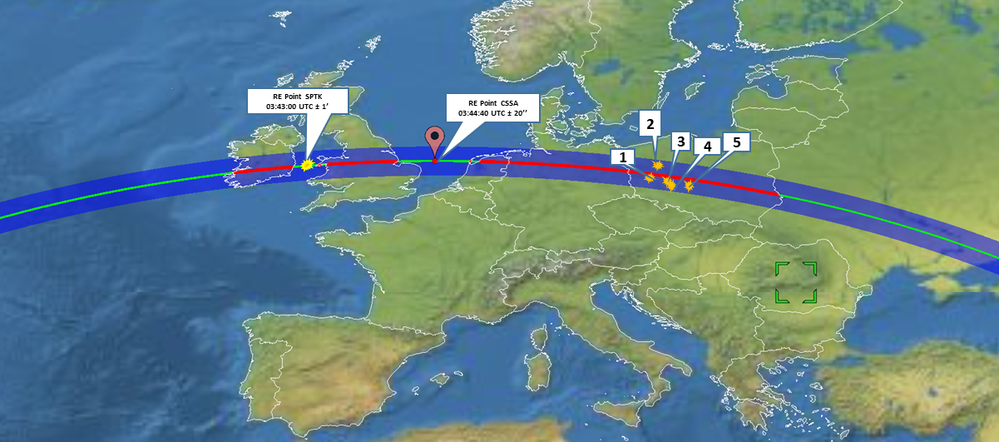 RE Point SPTK
03:43:00 UTC ± 1’
RE Point CSSA
03:44:40 UTC ± 20’’
2
3
4
5
1